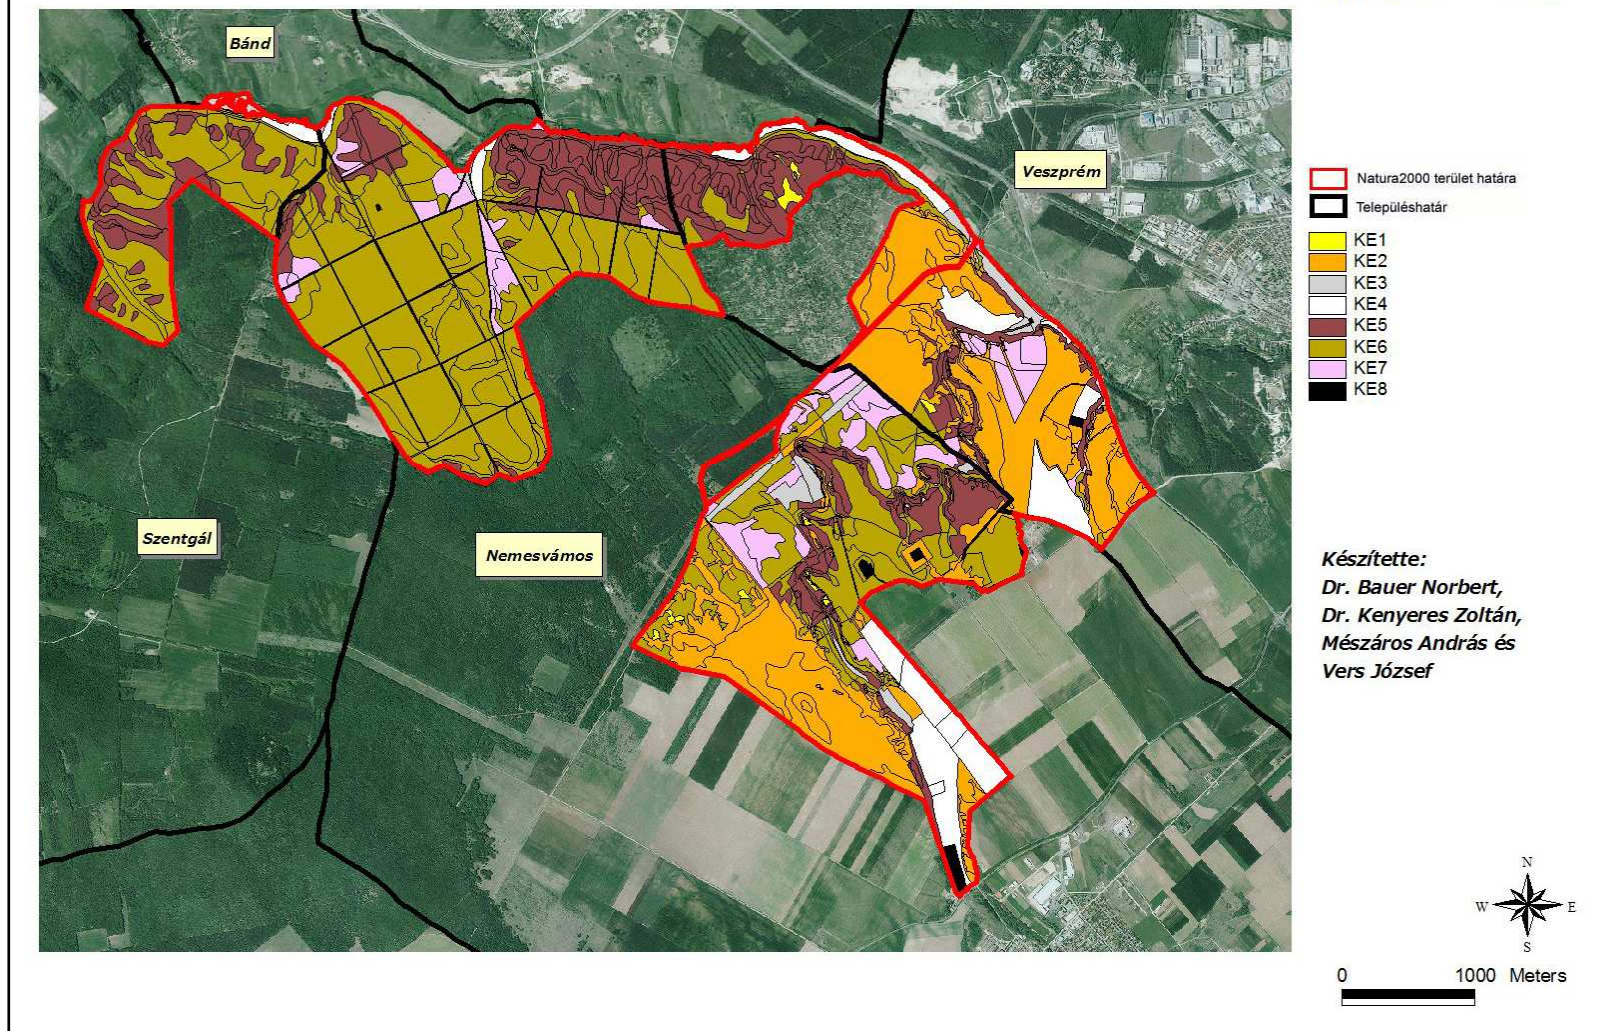 Bánd
Veszprém
Szentgál
Nemesvámos
Natura2000 terület határa
Településhatár
KE1
KE2
KE3
KE4
KE5
KE6
KE7
KE8
Készítette:
Dr. Bauer Norbert,
Dr. Kenyeres Zoltán,
Mészáros András és
Vers József
N
W E
S
0 1000 Meters